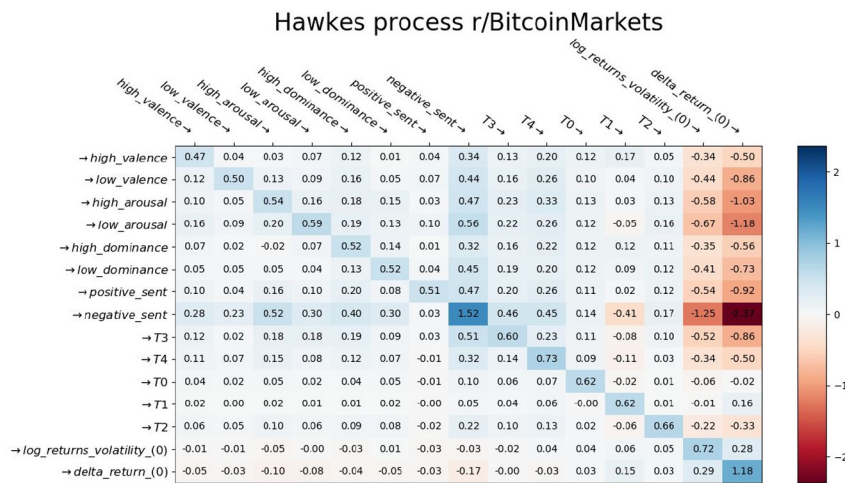 Hawkes process r/BitcoinMarkets
high_valence→
low_valence→
high_arousal→
low_arousal→
high_dominance→
low_dominance→
positive_sent→
negative_sent→
T3→
T4→
T0→
T1→
T2→
log_returns_volatility_(0)→
delta_return_(0)→
→high_valence 0.47 0.04 0.03 0.07 0.12 0.01 0.04 0.34 0.13 0.20 0.12 0.17 0.05 -0.34 -0.50
→low_valence 0.12 0.50 0.13 0.09 0.16 0.05 0.07 0.44 0.16 0.26 0.10 0.04 0.10 -0.44 -0.86
→high_arousal 0.10 0.05 0.54 0.16 0.18 0.15 0.03 0.47 0.23 0.33 0.13 0.03 0.13 -0.58 -1.03
→low_arousal 0.16 0.09 0.20 0.59 0.19 0.13 0.10 0.56 0.22 0.26 0.12 -0.05 0.16 -0.67 -1.18
→high_dominance 0.07 0.02 -0.02 0.07 0.52 0.14 0.01 0.32 0.16 0.22 0.12 0.12 0.11 -0.35 -0.56
→low_dominance 0.05 0.05 0.05 0.04 0.13 0.52 0.04 0.45 0.19 0.20 0.12 0.09 0.12 -0.41 -0.73
→positive_sent 0.10 0.04 0.16 0.10 0.20 0.08 0.51 0.47 0.20 0.26 0.11 0.02 0.12 -0.54 -0.92
→negative_sent 0.28 0.23 0.52 0.30 0.40 0.30 0.03 1.52 0.46 0.45 0.14 -0.41 0.17 -1.25 -2.37
→T3 0.12 0.02 0.18 0.18 0.19 0.09 0.03 0.51 0.60 0.23 0.11 -0.08 0.10 -0.52 -0.86
→T4 0.11 0.07 0.15 0.08 0.12 0.07 -0.01 0.32 0.14 0.73 0.09 -0.11 0.03 -0.34 -0.50
→T0 0.04 0.02 0.05 0.02 0.04 0.05 -0.01 0.10 0.06 0.07 0.62 -0.02 0.01 -0.06 -0.02
→T1 0.02 0.00 0.02 0.01 0.01 0.02 -0.00 0.05 0.04 0.06 -0.00 0.62 0.01 -0.01 0.16
→T2 0.06 0.05 0.10 0.06 0.09 0.08 -0.02 0.22 0.10 0.13 0.02 -0.06 0.66 -0.22 -0.33
→log_returns_volatility_(0) -0.01 -0.01 -0.05 -0.00 -0.03 -0.01 -0.03 -0.03 -0.02 0.04 0.04 0.06 0.05 0.72 0.28
→delta_return_(0) -0.05 -0.03 -0.10 -0.08 -0.04 -0.05 -0.03 -0.17 -0.00 -0.03 0.03 0.15 0.03 0.29 1.18
2
1
0
−1
−2